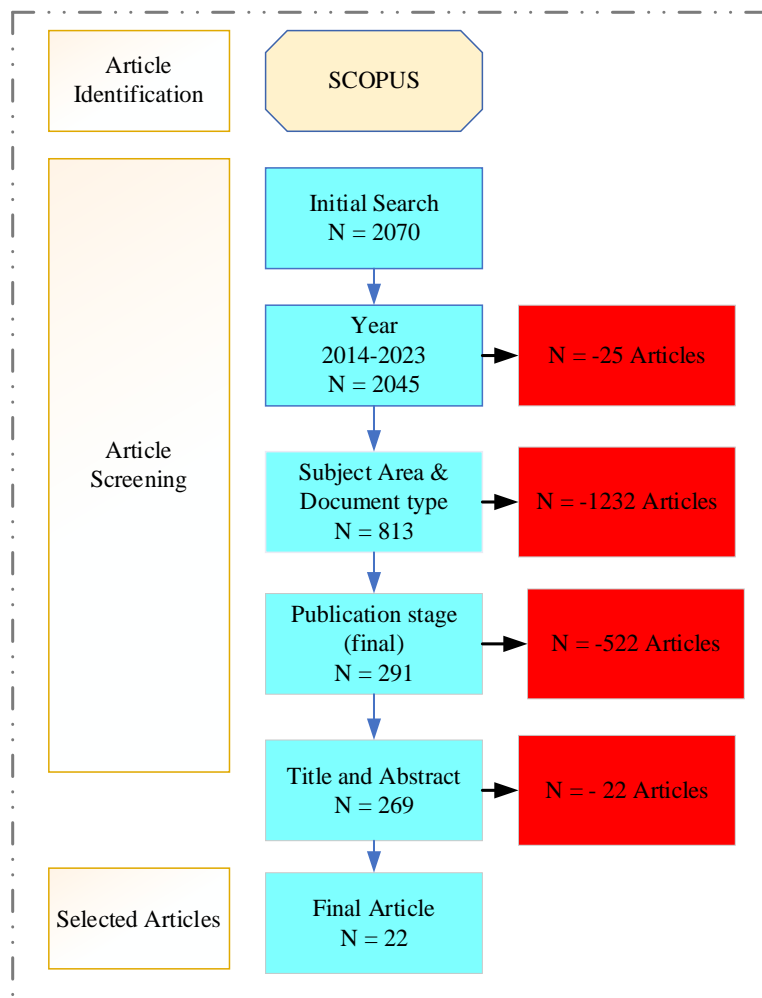 Article
Identification
SCOPUS
Article
Screening
Initial Search
N = 2070
Year
2014-2023
N = 2045
N = -25 Articles
Subject Area &
Document type
N = 813
N = -1232 Articles
Publication stage
(final)
N = 291
N = -522 Articles
Title and Abstract
N = 269
N = - 22 Articles
Selected Articles
Final Article
N = 22